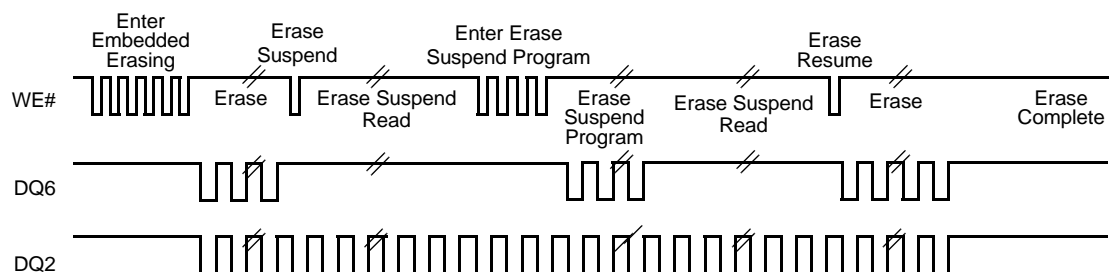 Enter
Embedded
Erasing
Erase
Suspend
Enter Erase
Suspend Program
Erase
Resume
WE#
Erase
Erase Suspend
Read
Erase
Suspend
Program
Erase Suspend
Read
Erase
Erase
Complete
DQ6
DQ2